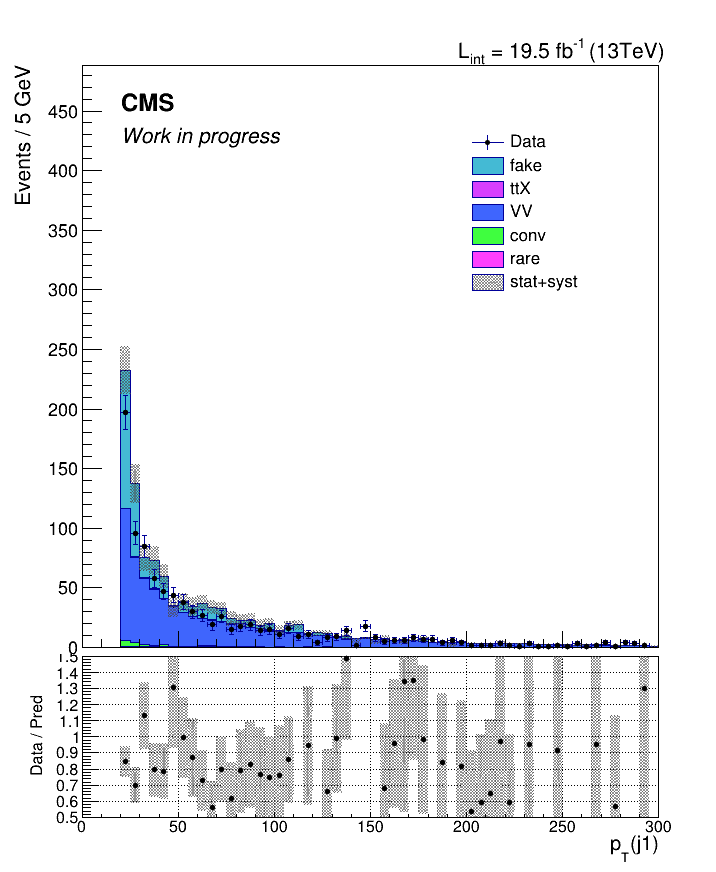 L_int = 19.5 fb^-1 (13TeV)
CMS
Work in progress
Events / 5 GeV
450
400
350
300
250
200
150
100
50
0
Data
fake
ttX
VV
conv
rare
stat+syst
Data / Pred
1.5
1.4
1.3
1.2
1.1
1
0.9
0.8
0.7
0.6
0.5
0 50 100 150 200 250 300
p_T(j1)